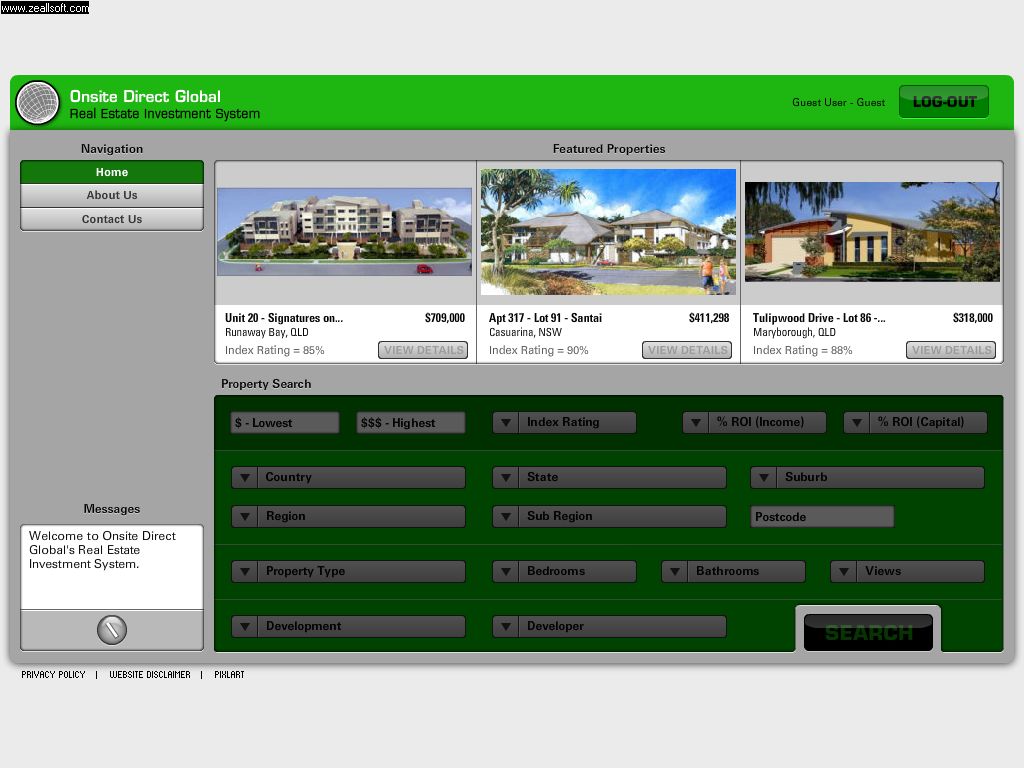 www.zeallsoft.com
Onsite Direct Global
Real Estate Investment System
Guest User - Guest
LOG-OUT
Navigation
Home
About Us
Contact Us
Featured Properties
Unit 20 - Signatures on... $709,000
Runaway Bay, QLD
Index Rating = 85% VIEW DETAILS
Apt 317 - Lot 91 - Santai $411,298
Casuarina, NSW
Index Rating = 90% VIEW DETAILS
Tulipwood Drive - Lot 86 -... $318,000
Maryborough, QLD
Index Rating = 88% VIEW DETAILS
Property Search
$ - Lowest $$$ - Highest Index Rating % ROI (Income) % ROI (Capital)
Country State Suburb
Region Sub Region Postcode
Property Type Bedrooms Bathrooms Views
Development Developer
SEARCH
Messages
Welcome to Onsite Direct
Global's Real Estate
Investment System.
PRIVACY POLICY | WEBSITE DISCLAIMER | PIXLART